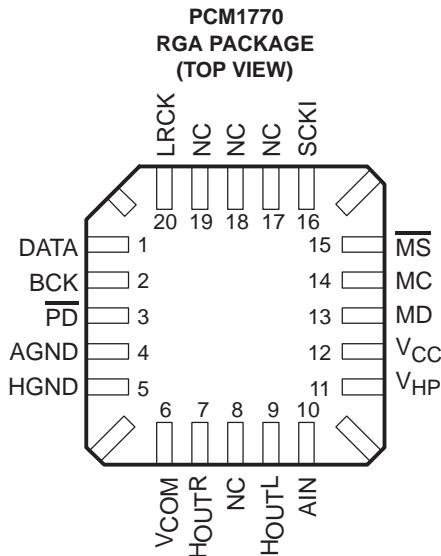 PCM1770
RGA PACKAGE
(TOP VIEW)
LRCK
NC
NC
NC
SCKI
20
19
18
17
16
DATA 1
BCK 2
PD 3
AGND 4
HGND 5
15 MS
14 MC
13 MD
12 VCC
11 VHP
6
7
8
9
10
VCOM
HOUTR
NC
HOUTL
AIN